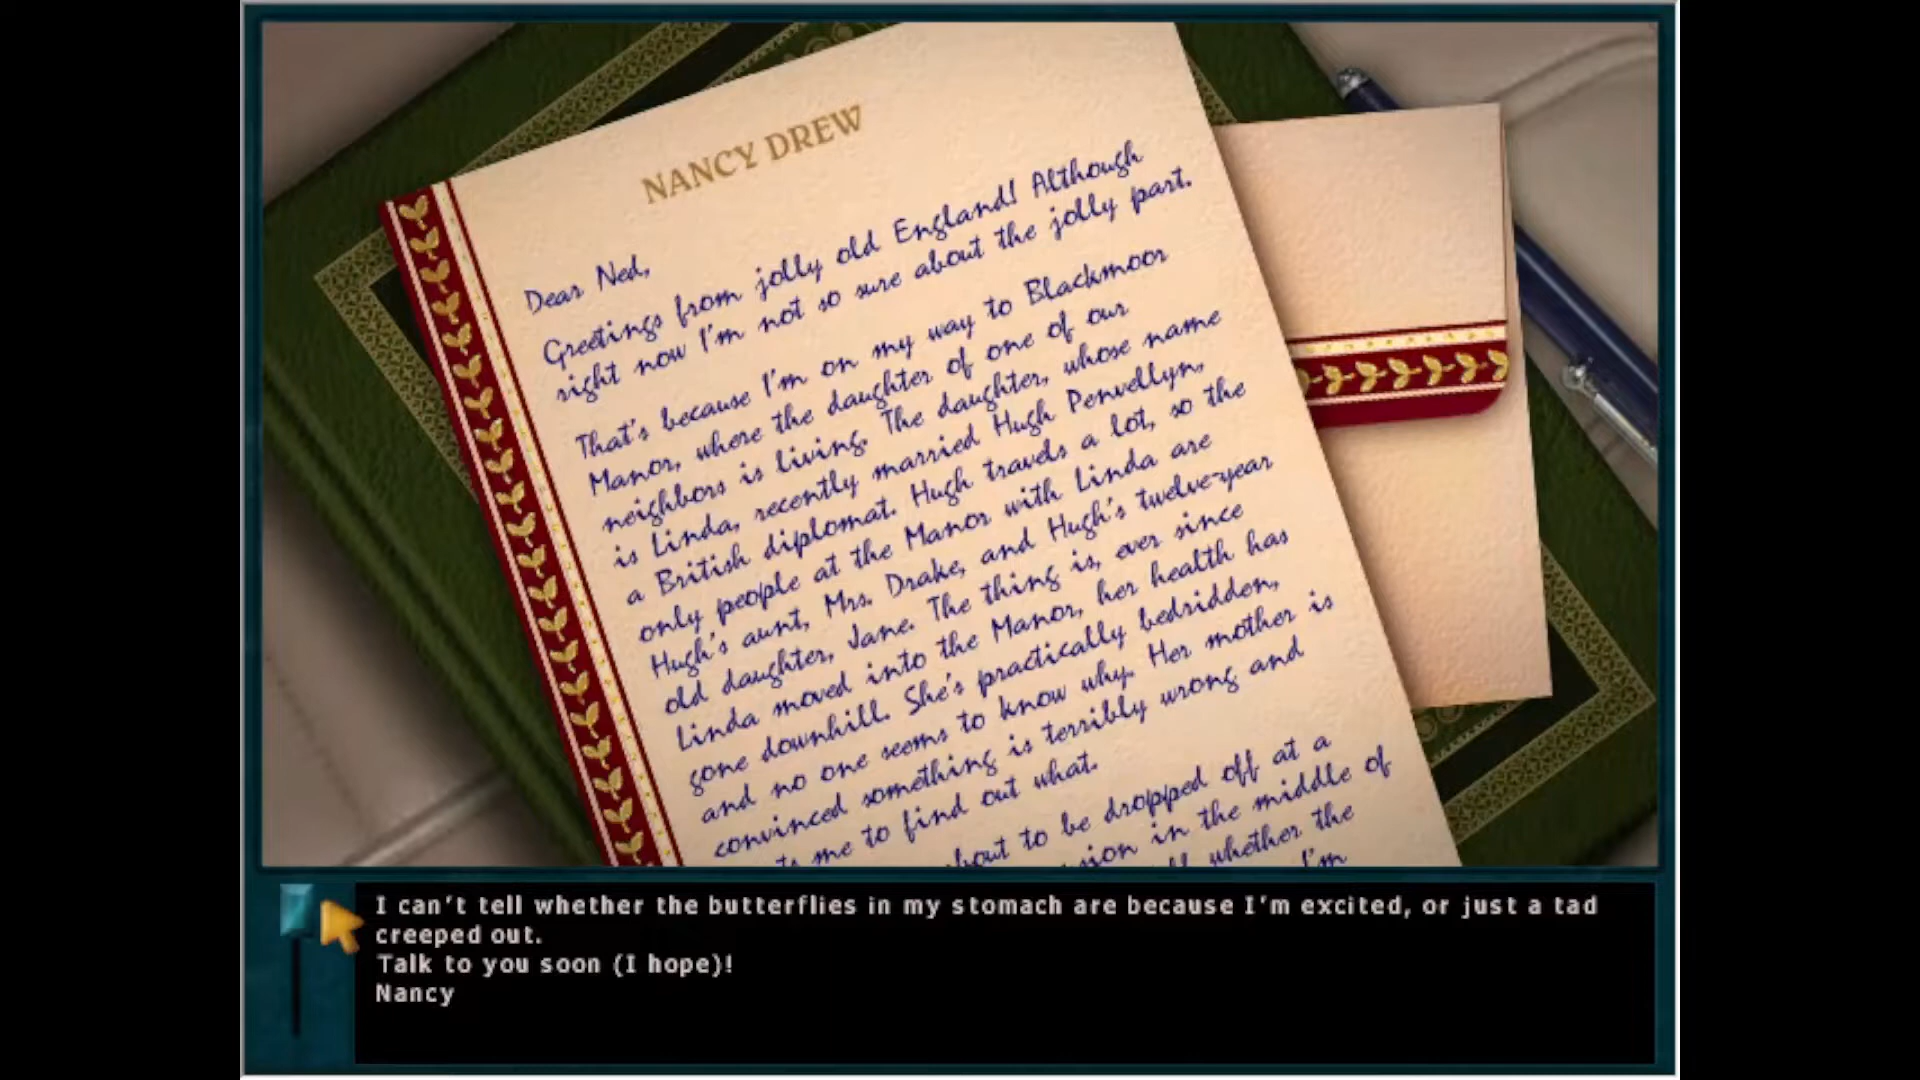 NANCY DREW
Dear Ned,
Greetings from jolly old England! Although
right now I'm not so sure about the jolly part.
That's because I'm on my way to Blackmoor
Manor, where the daughter of one of our
neighbors is living. The daughter, whose name
is Linda, recently married Hugh Penvellyn,
a British diplomat. Hugh travels a lot, so the
only people at the Manor with Linda are
Hugh's aunt, Mrs. Drake, and Hugh's twelve-year
old daughter, Jane. The thing is, ever since
Linda moved into the Manor, her health has
gone downhill. She's practically bedridden,
and no one seems to know why. Her mother is
convinced something is terribly wrong and
me to find out what.
about to be dropped off at a
in the middle of
whether the
I'm
I can't tell whether the butterflies in my stomach are because I'm excited, or just a tad
creeped out.
Talk to you soon (I hope)!
Nancy